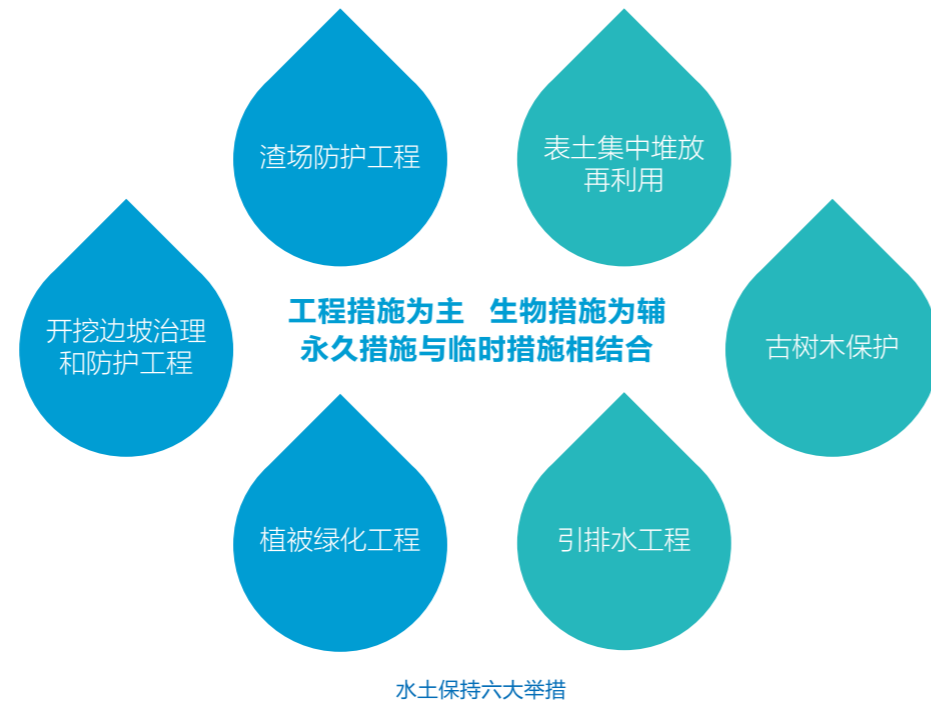 渣场防护工程
表土集中堆放
再利用
工程措施为主 生物措施为辅
永久措施与临时措施相结合
开挖边坡治理
和防护工程
古树木保护
植被绿化工程
引排水工程
水土保持六大举措